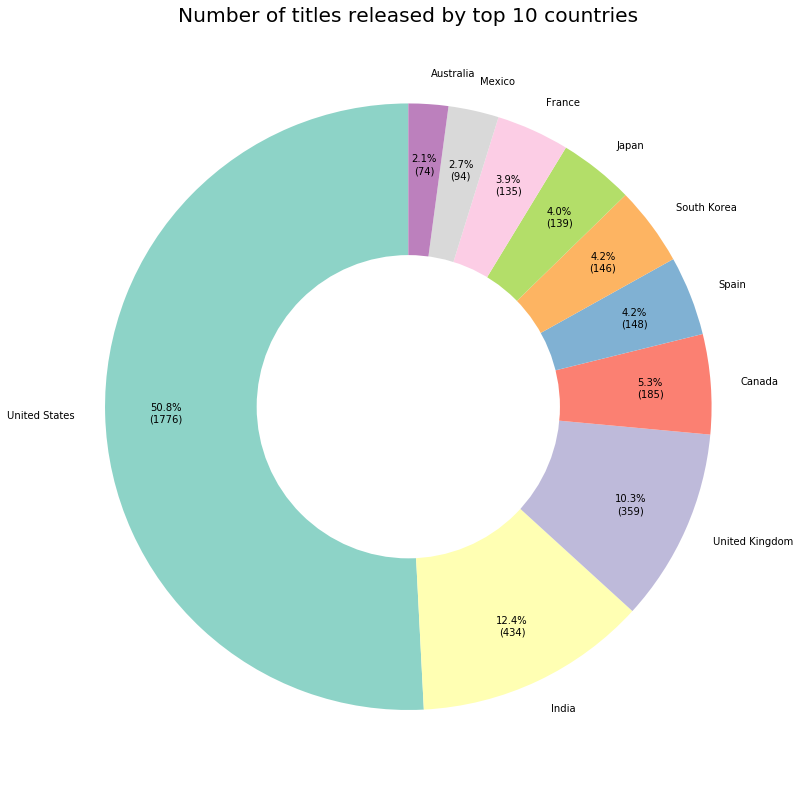 Number of titles released by top 10 countries
Australia
Mexico
France
Japan
South Korea
Spain
Canada
United Kingdom
India
United States
2.1%
(74)
2.7%
(94)
3.9%
(135)
4.0%
(139)
4.2%
(146)
4.2%
(148)
5.3%
(185)
10.3%
(359)
12.4%
(434)
50.8%
(1776)